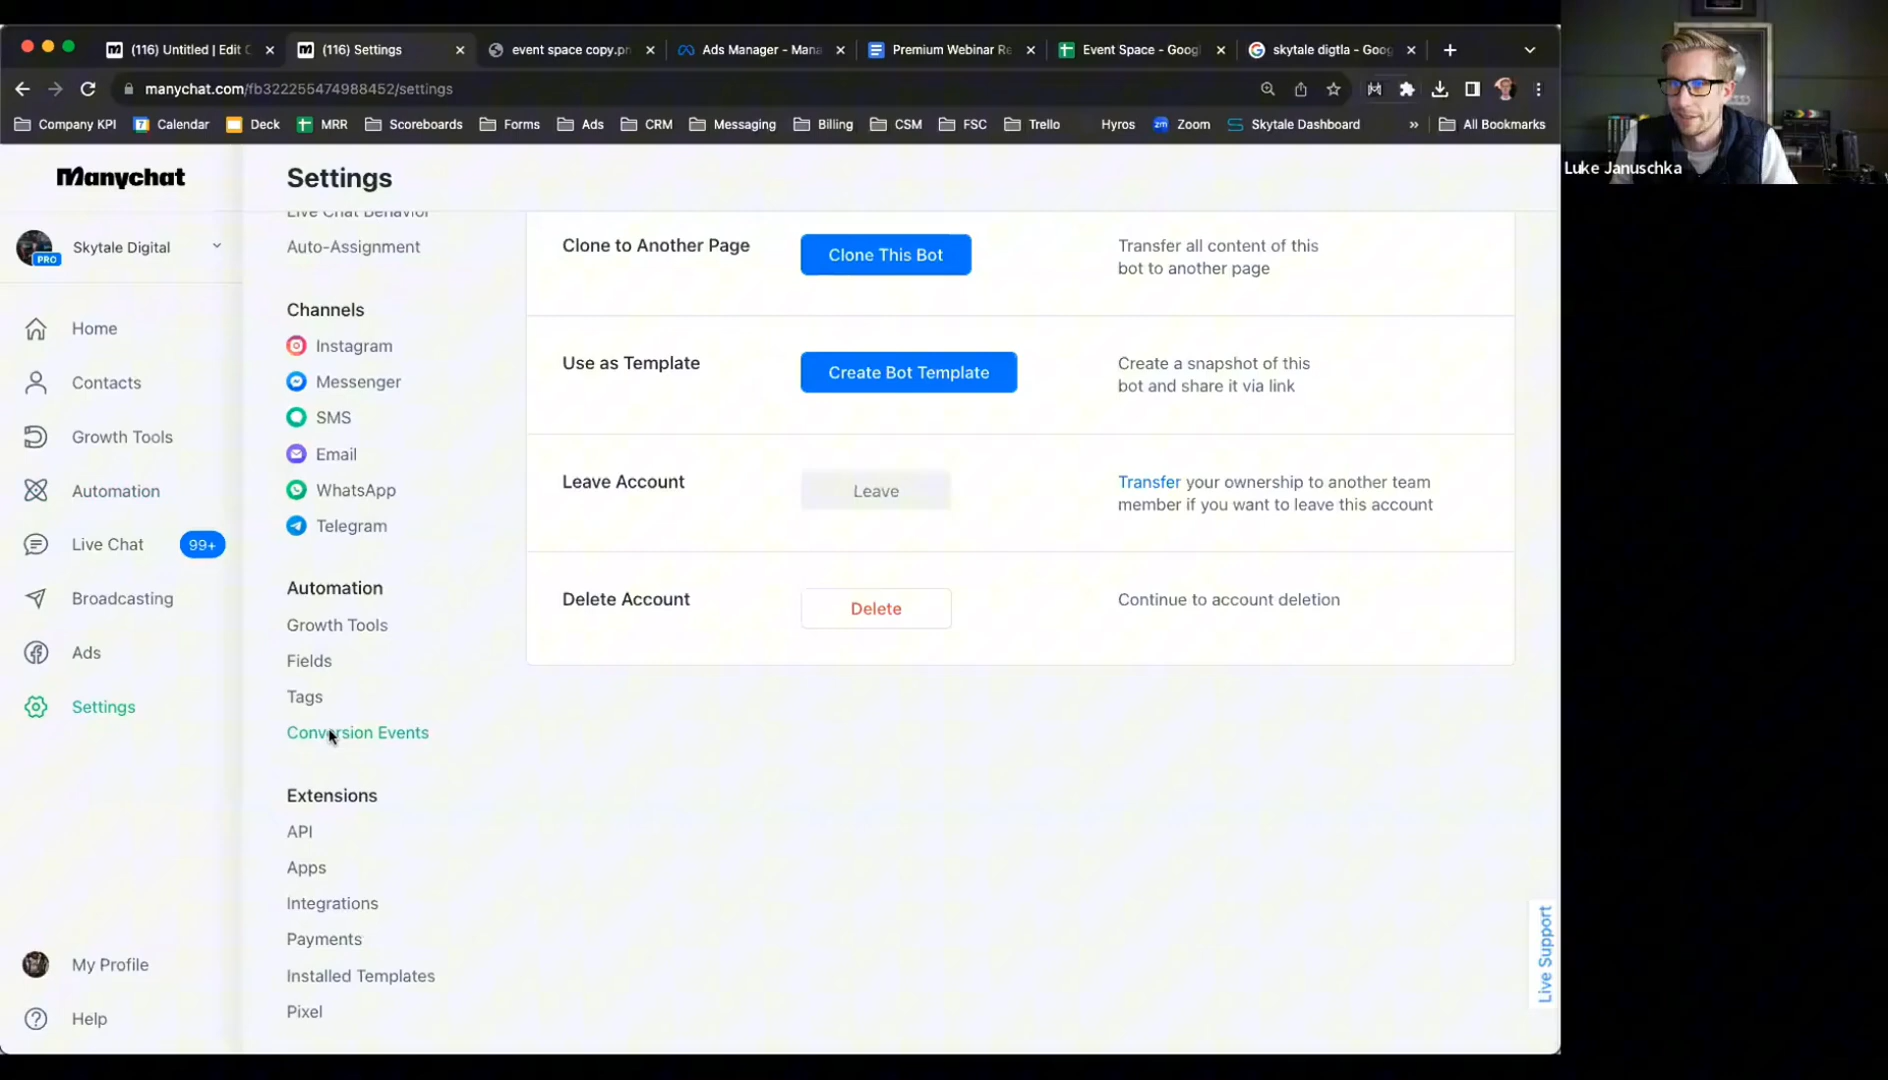 (116) Untitled | Edit C
(116) Settings
event space copy.pn
Ads Manager - Mana
Premium Webinar Re
Event Space - Googl
skytale digtla - Goog
manychat.com/fb322255474988452/settings
Company KPI
7 Calendar
Deck
MRR
Scoreboards
Forms
Ads
CRM
Messaging
Billing
CSM
FSC
Trello
Hyros
zm Zoom
Skytale Dashboard
»
All Bookmarks
Luke Januschka
Manychat
Skytale Digital
PRO
Home
Contacts
Growth Tools
Automation
Live Chat 99+
Broadcasting
Ads
Settings
My Profile
Help
Settings
Live Chat Behavior
Auto-Assignment
Channels
Instagram
Messenger
SMS
Email
WhatsApp
Telegram
Automation
Growth Tools
Fields
Tags
Conversion Events
Extensions
API
Apps
Integrations
Payments
Installed Templates
Pixel
Clone to Another Page
Clone This Bot
Transfer all content of this
bot to another page
Use as Template
Create Bot Template
Create a snapshot of this
bot and share it via link
Leave Account
Leave
Transfer your ownership to another team
member if you want to leave this account
Delete Account
Delete
Continue to account deletion
Live Support